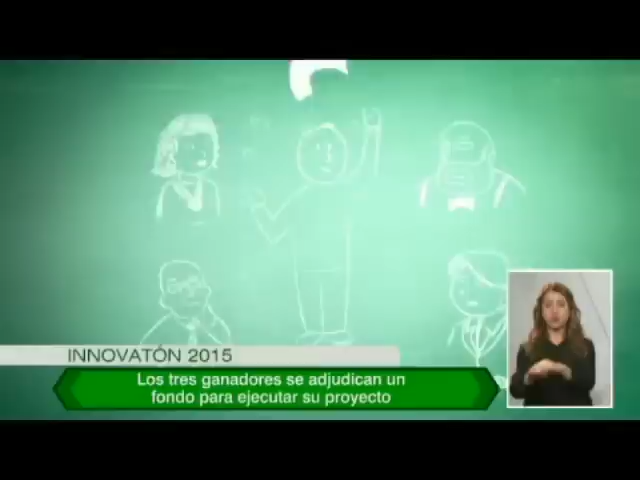 INNOVATÓN 2015
Los tres ganadores se adjudican un
fondo para ejecutar su proyecto